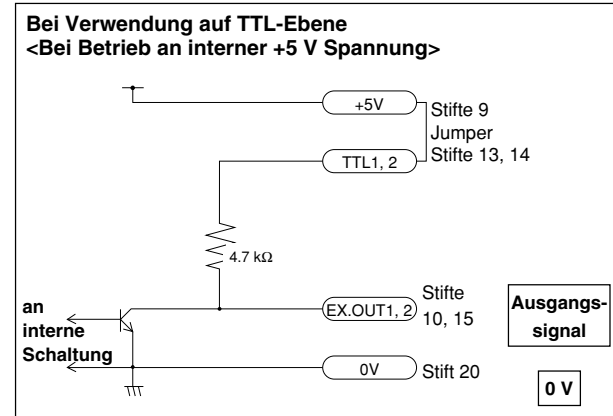 Bei Verwendung auf TTL-Ebene
<Bei Betrieb an interner +5 V Spannung>
+5V
Stifte 9
Jumper
TTL1, 2
Stifte 13, 14
4.7 kΩ
an
interne
Schaltung
EX.OUT1, 2
Stifte
10, 15
0V
Stift 20
Ausgangs-
signal
0 V